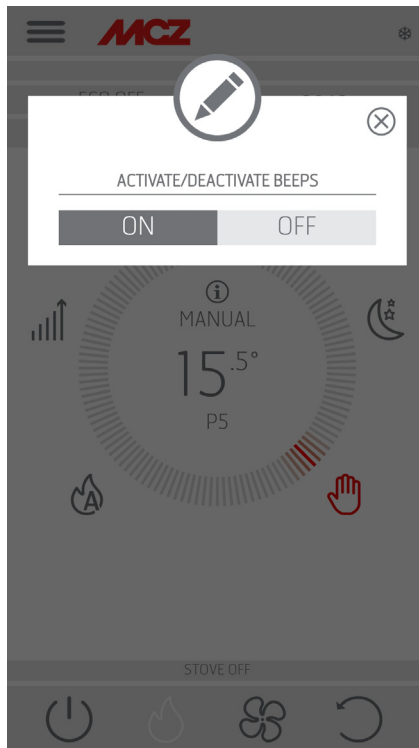 MCZ
ACTIVATE/DEACTIVATE BEEPS
ON OFF
MANUAL
15.5°
P5
A
STOVE OFF